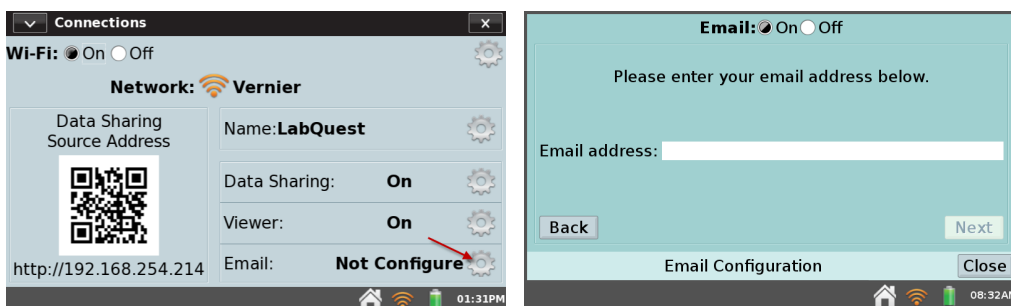 Connections
x
Wi-Fi: On Off
Network: Vernier
Data Sharing
Source Address
http://192.168.254.214
Name:LabQuest
Data Sharing: On
Viewer: On
Email: Not Configure
01:31PM
Email: On Off
Please enter your email address below.
Email address:
Back
Next
Email Configuration
Close
08:32AM